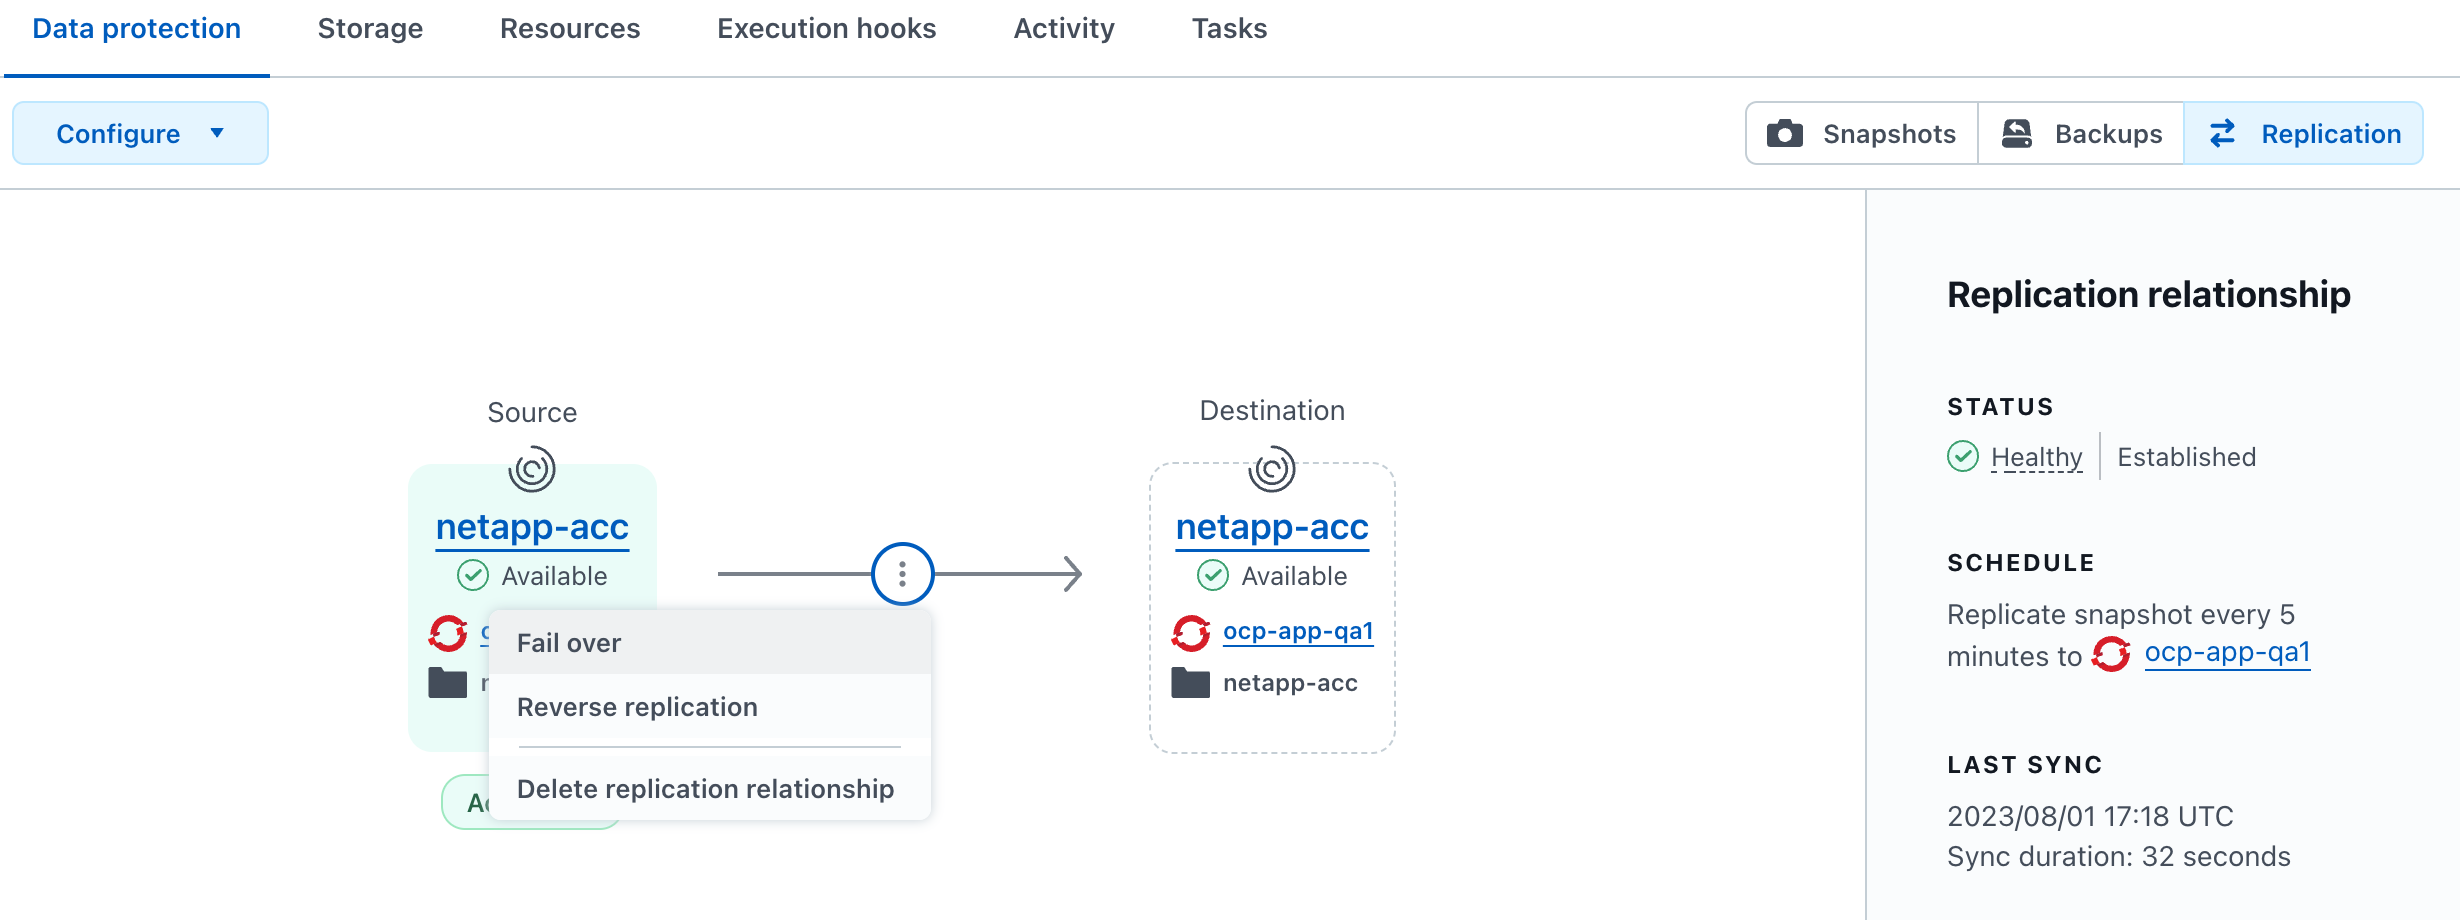 Data protection
Storage
Resources
Execution hooks
Activity
Tasks
Configure
Snapshots
Backups
Replication
Source
netapp-acc
Available
Fail over
Reverse replication
Delete replication relationship
Destination
netapp-acc
Available
ocp-app-qa1
netapp-acc
Replication relationship
STATUS
Healthy
Established
SCHEDULE
Replicate snapshot every 5
minutes to ocp-app-qa1
LAST SYNC
2023/08/01 17:18 UTC
Sync duration: 32 seconds